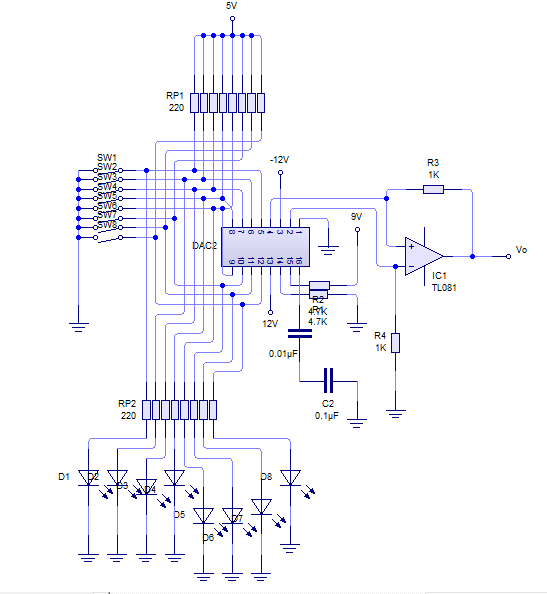 5V
RP1
220
SW1
SW2
SW3
SW4
SW5
SW6
SW7
SW8
-12V
R3
1K
9V
8 7 6 5 4 3 2 1
DAC2
9 10 11 12 13 14 15 16
Vo
IC1
TL081
R2
4.7K
R1
4.7K
12V
0.01µF
R4
1K
C2
0.1µF
RP2
220
D1
D2
D3
D4
D5
D6
D7
D8